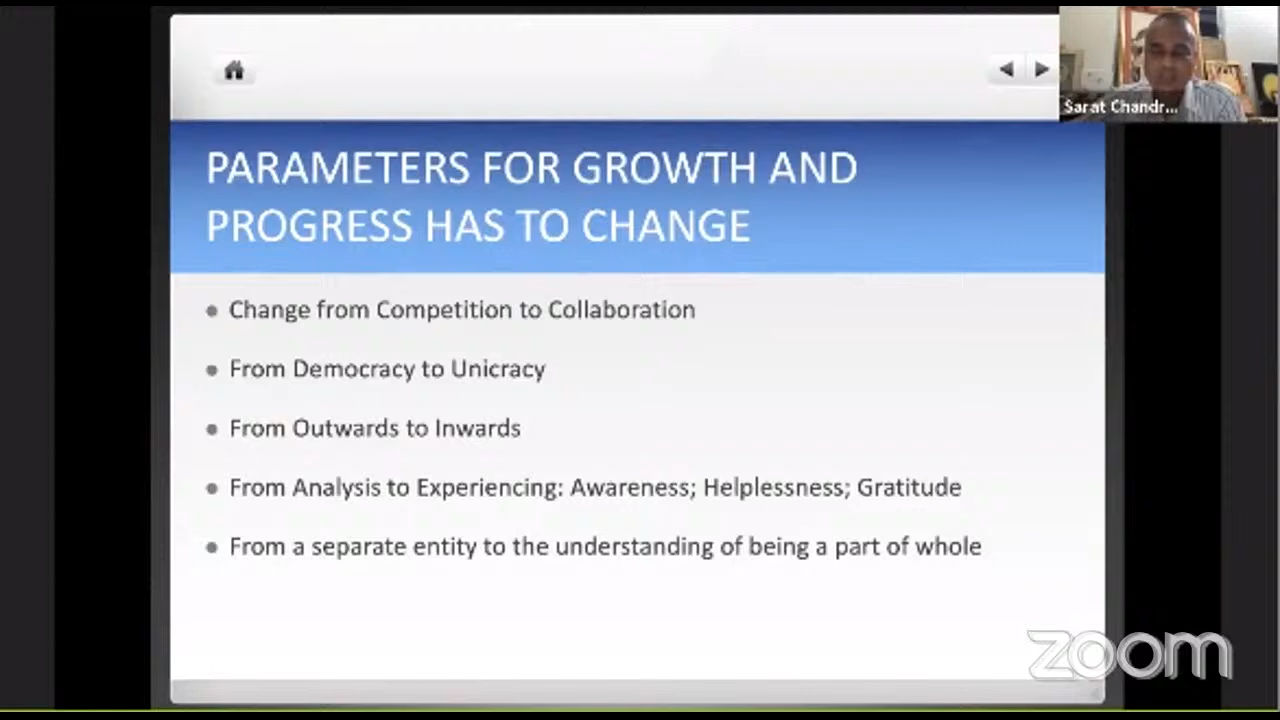 Sarat Chandr...
PARAMETERS FOR GROWTH AND
PROGRESS HAS TO CHANGE
Change from Competition to Collaboration
From Democracy to Unicracy
From Outwards to Inwards
From Analysis to Experiencing: Awareness; Helplessness; Gratitude
From a separate entity to the understanding of being a part of whole
zoom